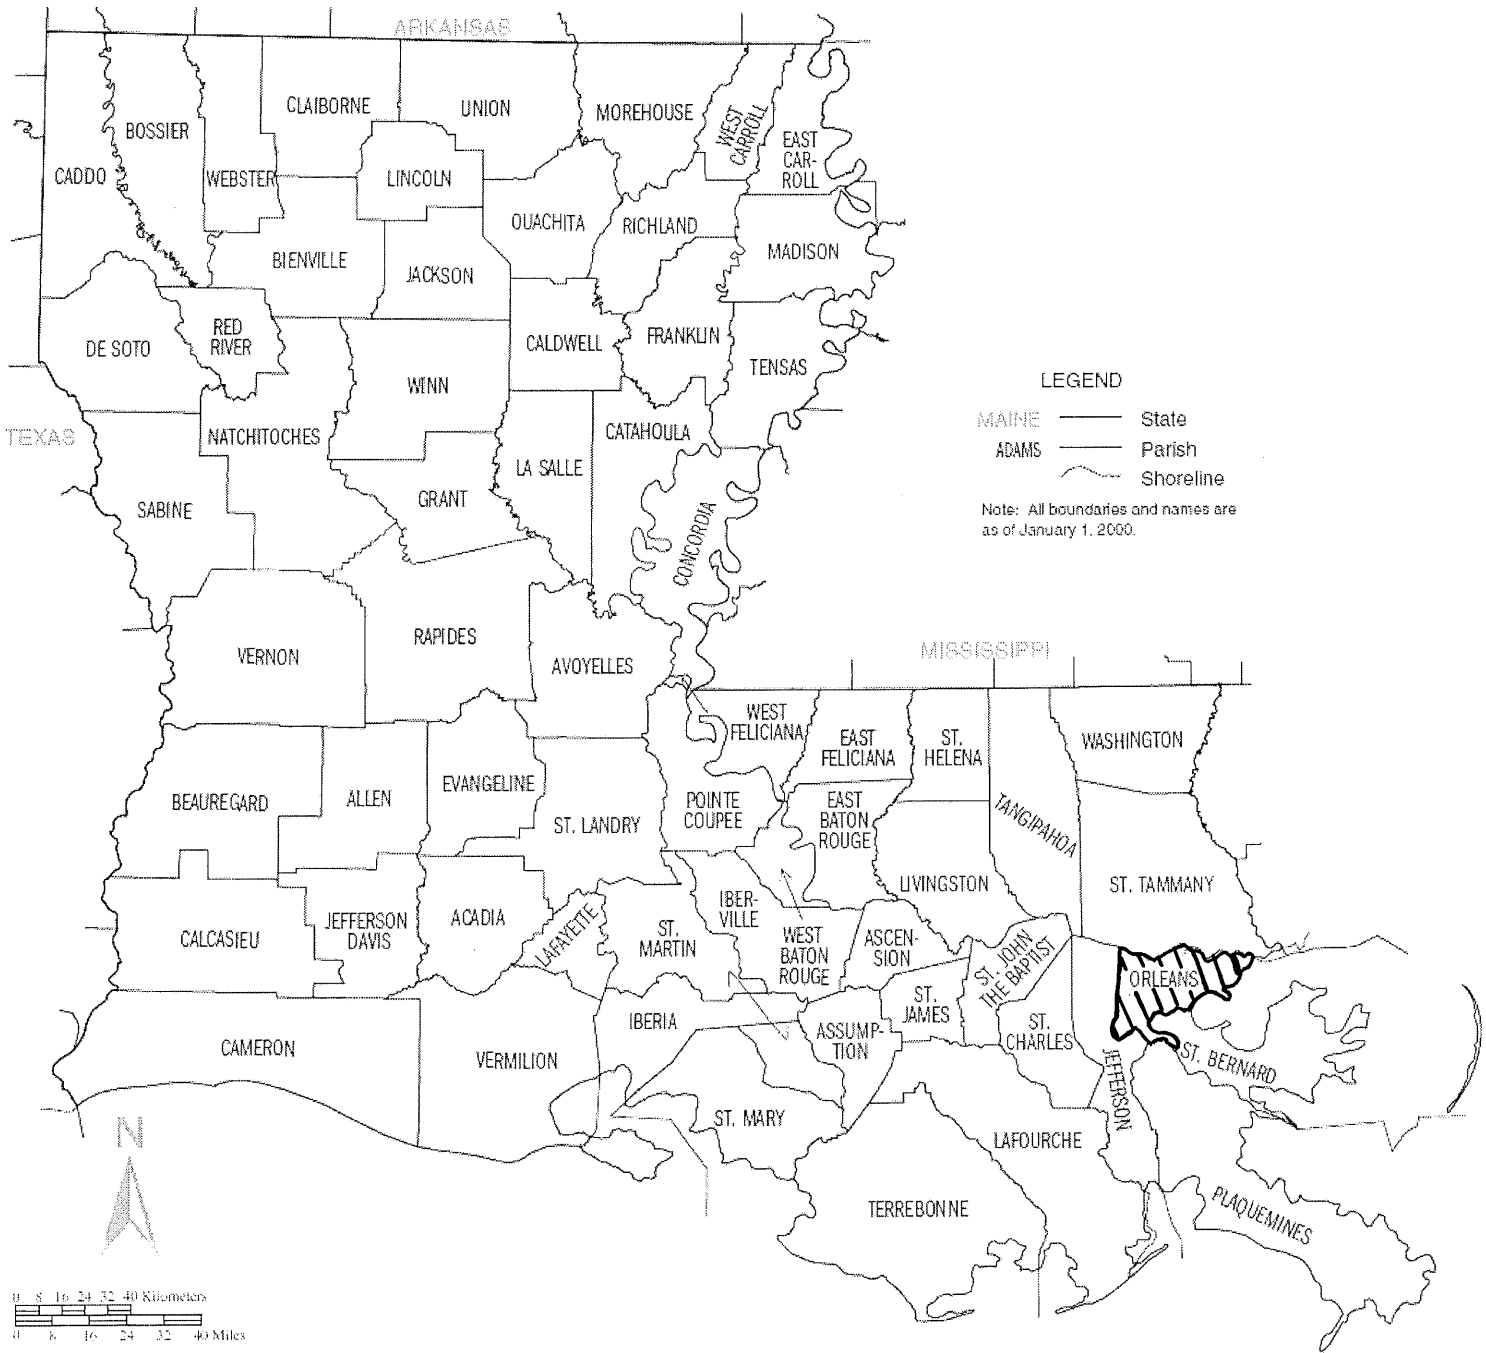 ARKANSAS
CLAIBORNE
UNION
MOREHOUSE
WEST
CARROLL
BOSSIER
EAST
CAR-
ROLL
CADDO
WEBSTER
LINCOLN
OUACHITA
RICHLAND
MADISON
BIENVILLE
JACKSON
RED
RIVER
DE SOTO
CALDWELL
FRANKLIN
TENSAS
WINN
LEGEND
MAINE
State
ADAMS
Parish
Shoreline
Note: All boundaries and names are
as of January 1, 2000.
TEXAS
NATCHITOCHES
CATAHOULA
LA SALLE
SABINE
GRANT
CONCORDIA
VERNON
RAPIDES
AVOYELLES
MISSISSIPPI
WEST
FELICIANA
EAST
FELICIANA
ST.
HELENA
WASHINGTON
BEAUREGARD
ALLEN
EVANGELINE
ST. LANDRY
POINTE
COUPEE
EAST
BATON
ROUGE
TANGIPAHOA
LIVINGSTON
ST. TAMMANY
CALCASIEU
JEFFERSON
DAVIS
ACADIA
LAFAYETTE
ST.
MARTIN
IBER-
VILLE
WEST
BATON
ROUGE
ASCEN-
SION
ST. JOHN
THE BAPTIST
ORLEANS
CAMERON
VERMILION
IBERIA
ASSUMP-
TION
ST.
JAMES
ST.
CHARLES
JEFFERSON
ST. BERNARD
ST. MARY
LAFOURCHE
TERREBONNE
PLAQUEMINES
N
0 8 16 24 32 40 Kilometers
0 8 16 24 32 40 Miles